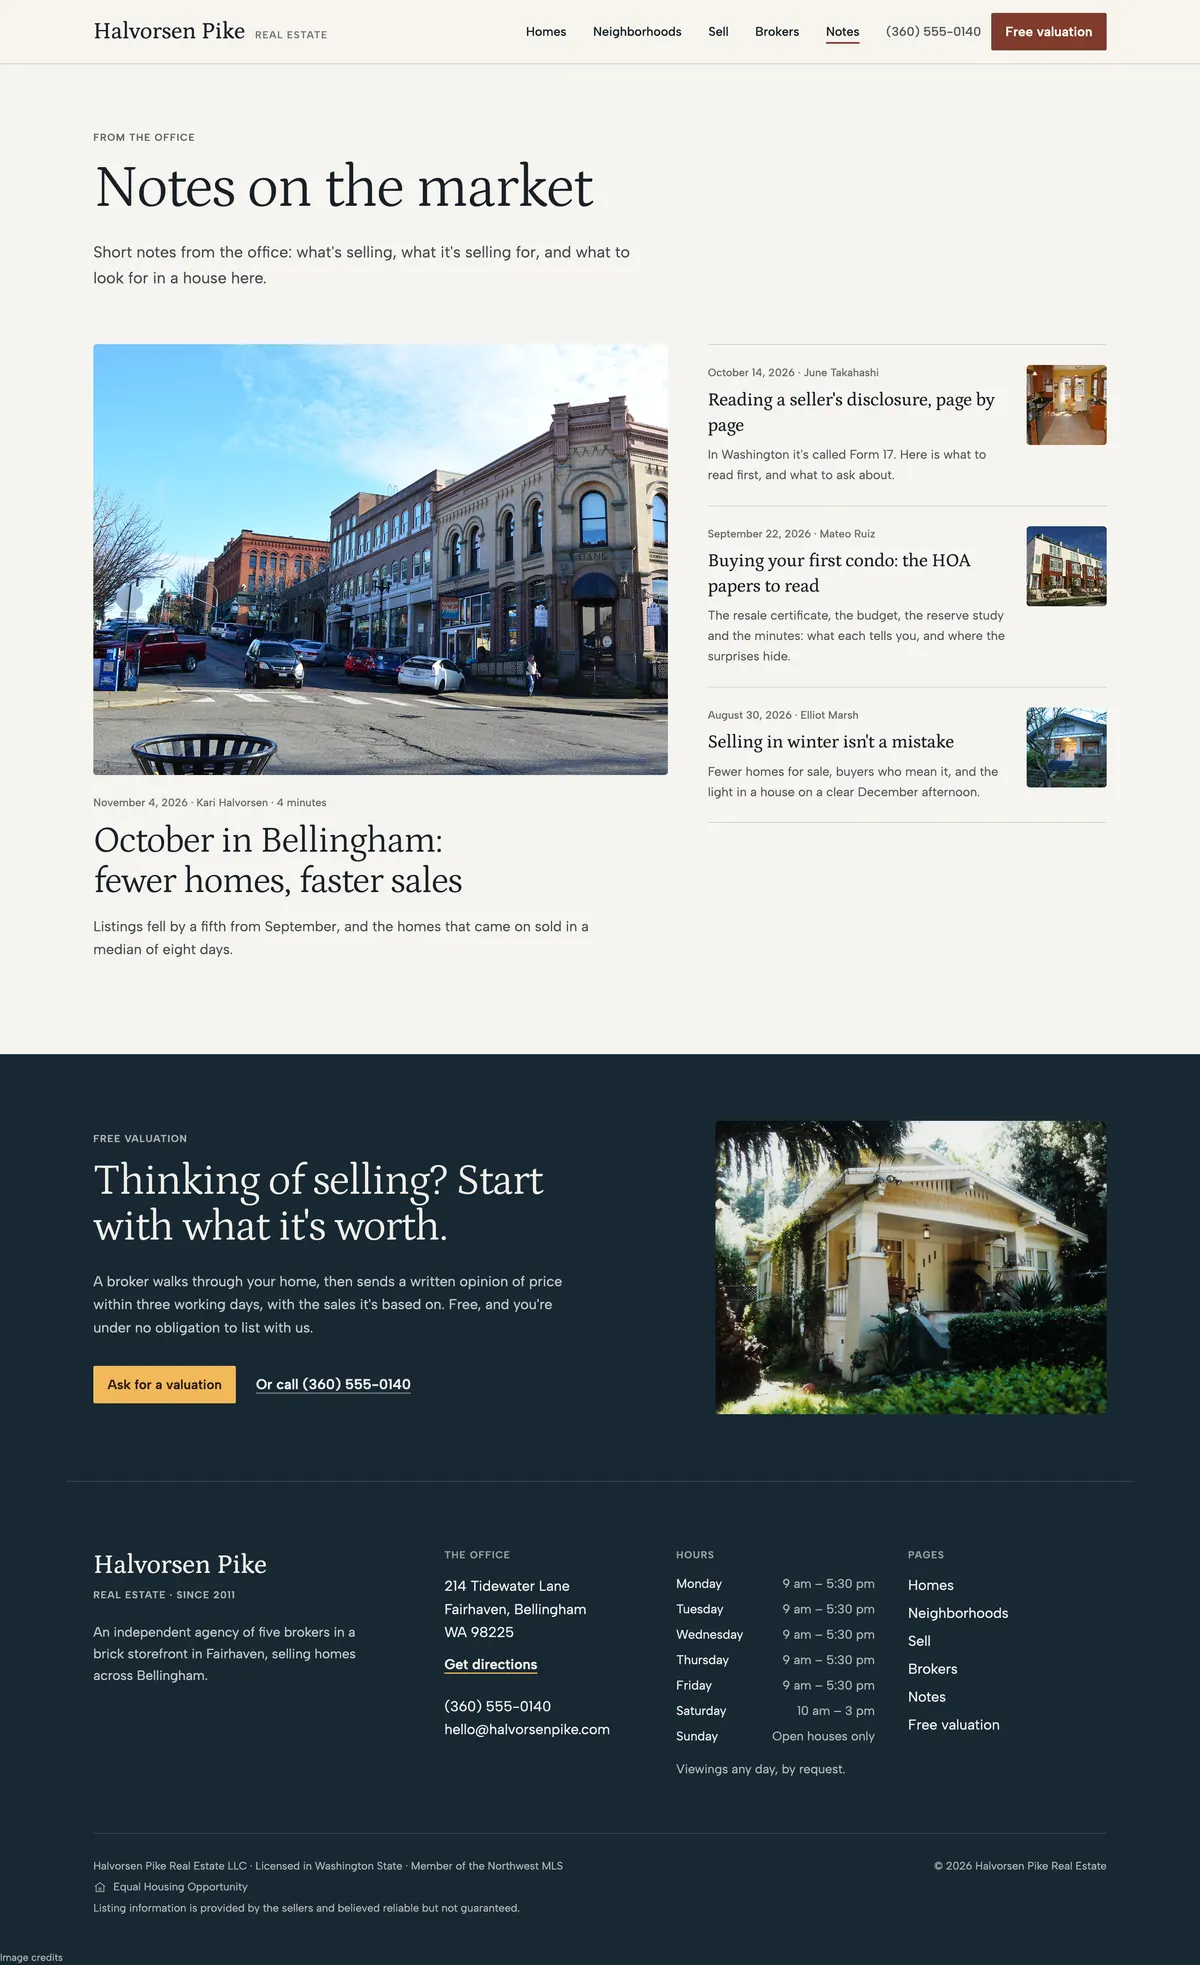 Halvorsen Pike REAL ESTATE
Homes
Neighborhoods
Sell
Brokers
Notes
(360) 555-0140
Free valuation
FROM THE OFFICE
Notes on the market
Short notes from the office: what's selling, what it's selling for, and what to
look for in a house here.
BANK
November 4, 2026 · Kari Halvorsen · 4 minutes
October in Bellingham:
fewer homes, faster sales
Listings fell by a fifth from September, and the homes that came on sold in a
median of eight days.
October 14, 2026 · June Takahashi
Reading a seller's disclosure, page by
page
In Washington it's called Form 17. Here is what to
read first, and what to ask about.
September 22, 2026 · Mateo Ruiz
Buying your first condo: the HOA
papers to read
The resale certificate, the budget, the reserve study
and the minutes: what each tells you, and where the
surprises hide.
August 30, 2026 · Elliot Marsh
Selling in winter isn't a mistake
Fewer homes for sale, buyers who mean it, and the
light in a house on a clear December afternoon.
FREE VALUATION
Thinking of selling? Start
with what it's worth.
A broker walks through your home, then sends a written opinion of price
within three working days, with the sales it's based on. Free, and you're
under no obligation to list with us.
Ask for a valuation
Or call (360) 555-0140
Halvorsen Pike
REAL ESTATE · SINCE 2011
An independent agency of five brokers in a
brick storefront in Fairhaven, selling homes
across Bellingham.
THE OFFICE
214 Tidewater Lane
Fairhaven, Bellingham
WA 98225
Get directions
(360) 555-0140
hello@halvorsenpike.com
HOURS
Monday 9 am – 5:30 pm
Tuesday 9 am – 5:30 pm
Wednesday 9 am – 5:30 pm
Thursday 9 am – 5:30 pm
Friday 9 am – 5:30 pm
Saturday 10 am – 3 pm
Sunday Open houses only
Viewings any day, by request.
PAGES
Homes
Neighborhoods
Sell
Brokers
Notes
Free valuation
Halvorsen Pike Real Estate LLC · Licensed in Washington State · Member of the Northwest MLS
Equal Housing Opportunity
Listing information is provided by the sellers and believed reliable but not guaranteed.
© 2026 Halvorsen Pike Real Estate
Image credits